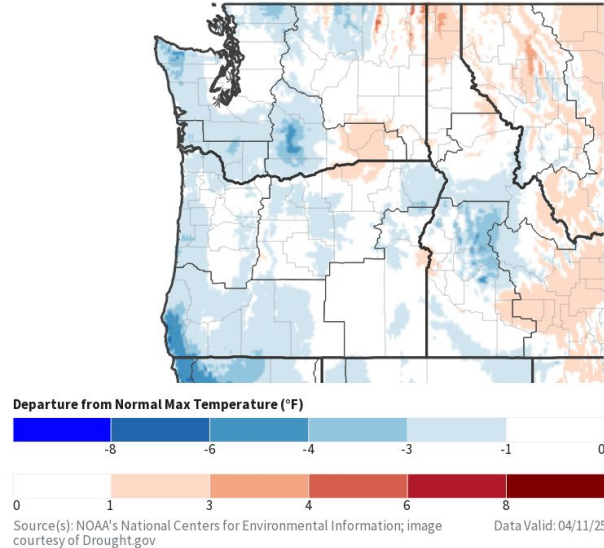 Departure from Normal Max Temperature (°F)
-8 -6 -4 -3 -1 0
0 1 3 4 6 8
Source(s): NOAA's National Centers for Environmental Information; image Data Valid: 04/11/25
courtesy of Drought.gov